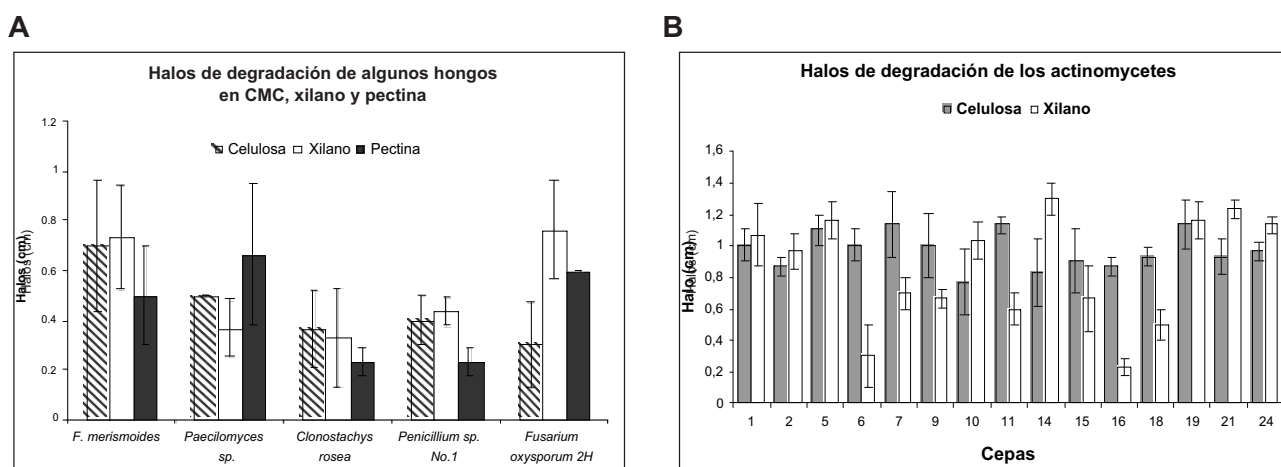 A
Halos de degradación de algunos hongos
en CMC, xilano y pectina
Celulosa Xilano Pectina
Halos (cm)
Halos (cm)
1.2
1
0.8
0.6
0.4
0.2
0
F. merismoides
Paecilomyces
sp.
Clonostachys
rosea
Penicillium sp.
No.1
Fusarium
oxysporum 2H
B
Halos de degradación de los actinomycetes
Celulosa Xilano
Halo (cm)
Halos (cm)
1,6
1,4
1,2
1
0,8
0,6
0,4
0,2
0
1 2 5 6 7 9 10 11 14 15 16 18 19 21 24
Cepas